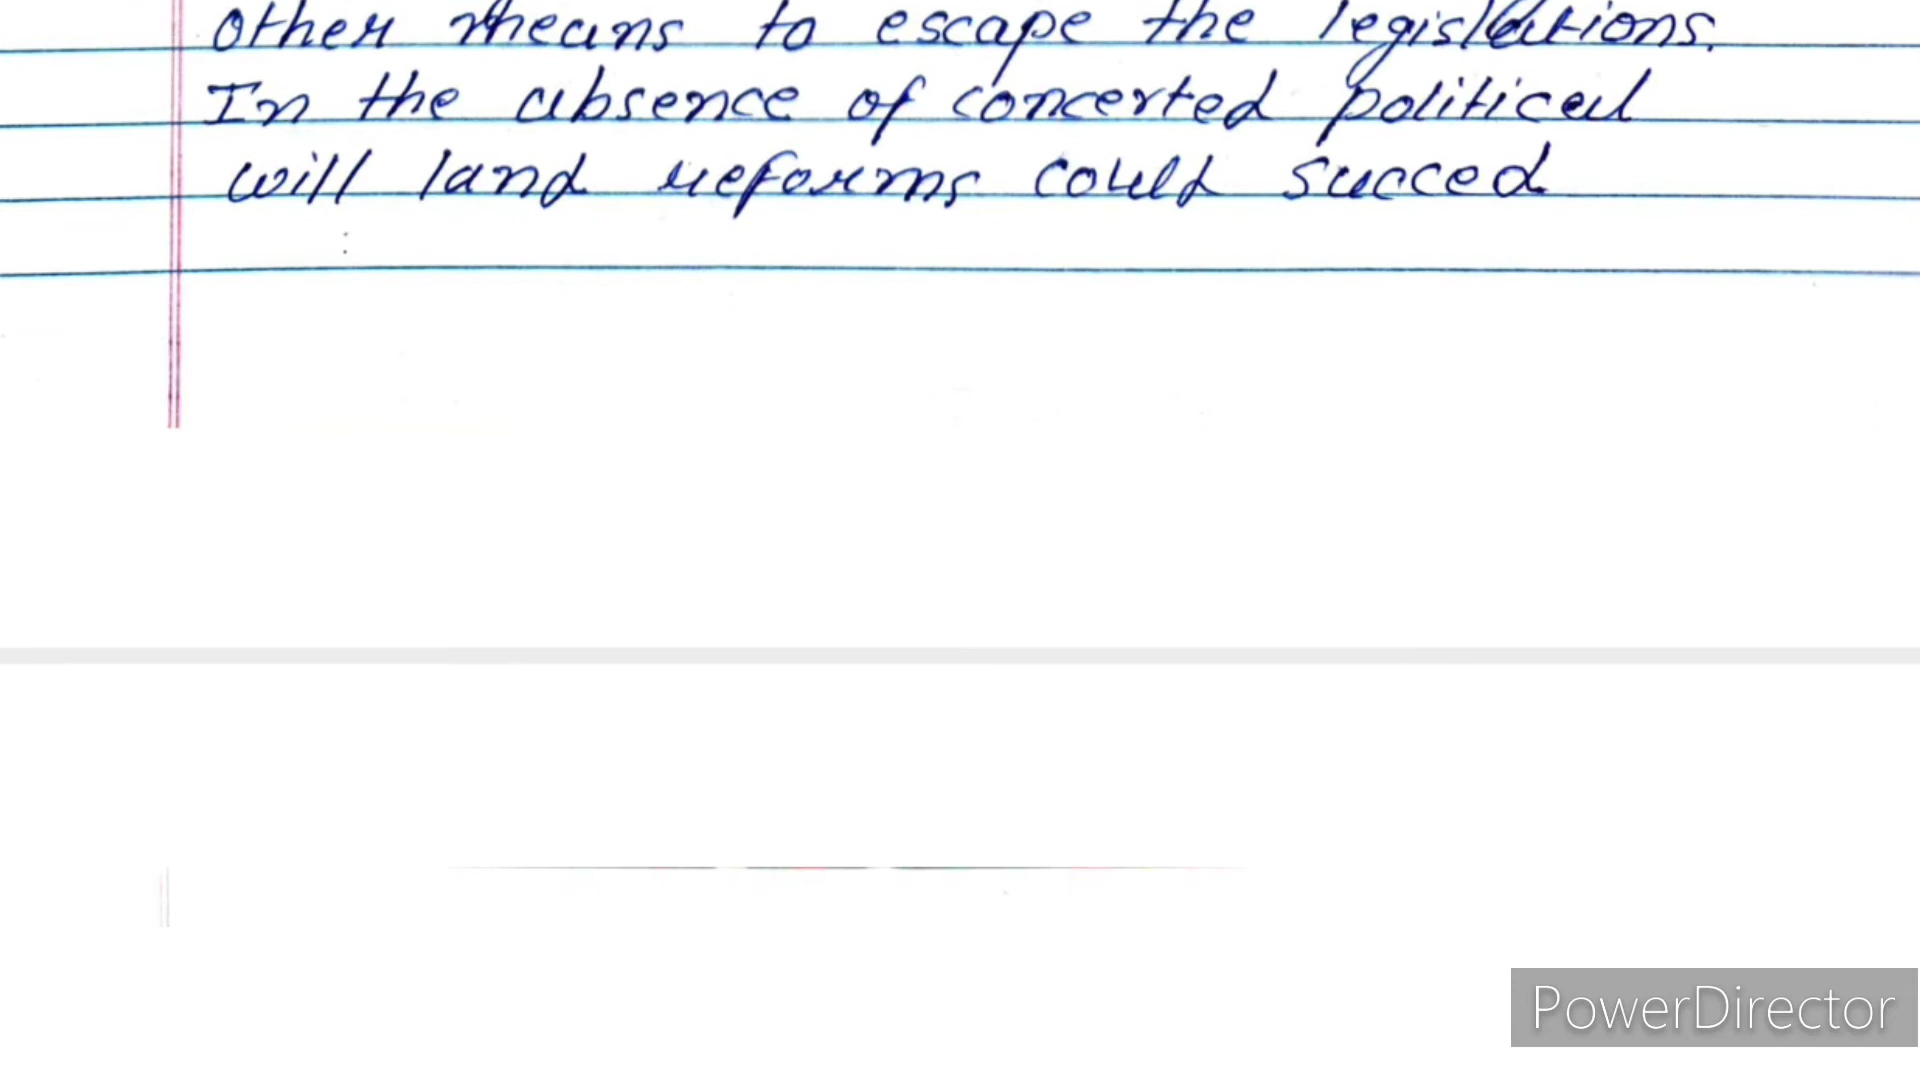 other means to escape the legislations.
In the absence of concerted political
will land reforms could succed
PowerDirector